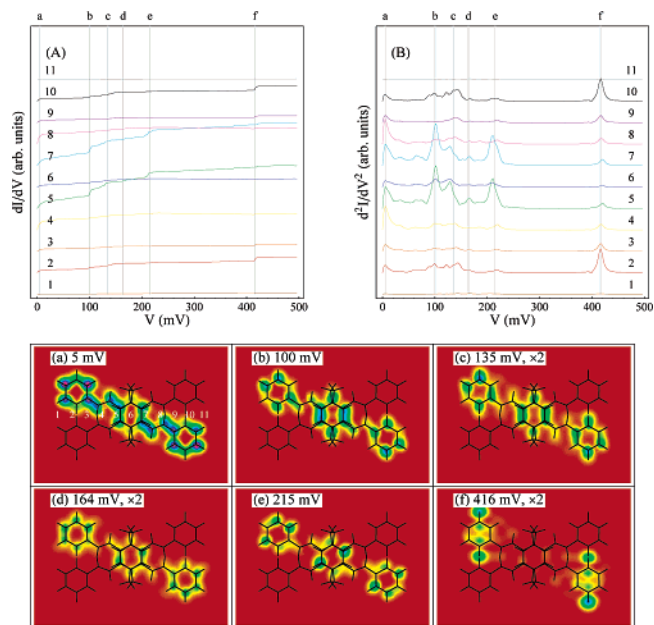 a b c d e f
(A)
11
10
9
8
7
6
5
4
3
2
1
dI/dV (arb. units)
0 100 200 300 400 500
V (mV)
a b c d e f
(B)
11
10
9
8
7
6
5
4
3
2
1
d²I/dV² (arb. units)
0 100 200 300 400 500
V (mV)
(a) 5 mV
1 2 3 4 5 6 7 8 9 10 11
(b) 100 mV
(c) 135 mV, ×2
(d) 164 mV, ×2
(e) 215 mV
(f) 416 mV, ×2